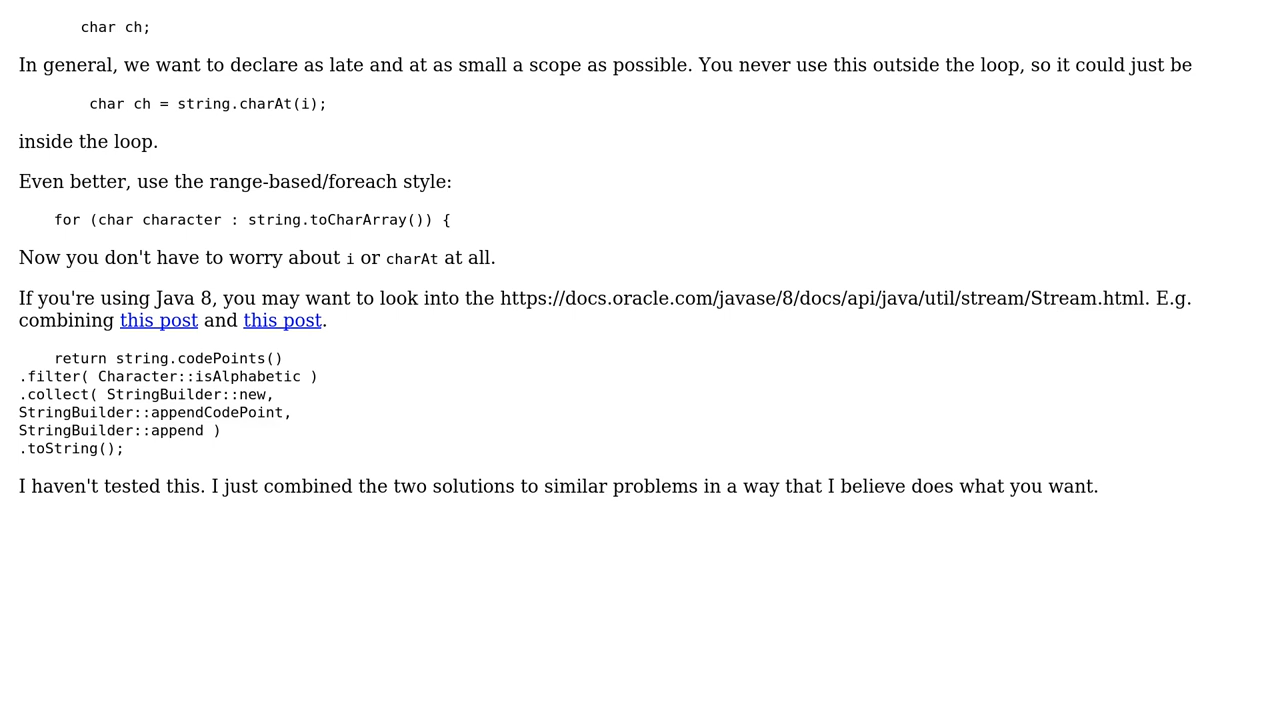 char ch;
In general, we want to declare as late and at as small a scope as possible. You never use this outside the loop, so it could just be
char ch = string.charAt(i);
inside the loop.
Even better, use the range-based/foreach style:
for (char character : string.toCharArray()) {
Now you don't have to worry about i or charAt at all.
If you're using Java 8, you may want to look into the https://docs.oracle.com/javase/8/docs/api/java/util/stream/Stream.html. E.g.
combining this post and this post.
return string.codePoints()
.filter( Character::isAlphabetic )
.collect( StringBuilder::new,
StringBuilder::appendCodePoint,
StringBuilder::append )
.toString();
I haven't tested this. I just combined the two solutions to similar problems in a way that I believe does what you want.